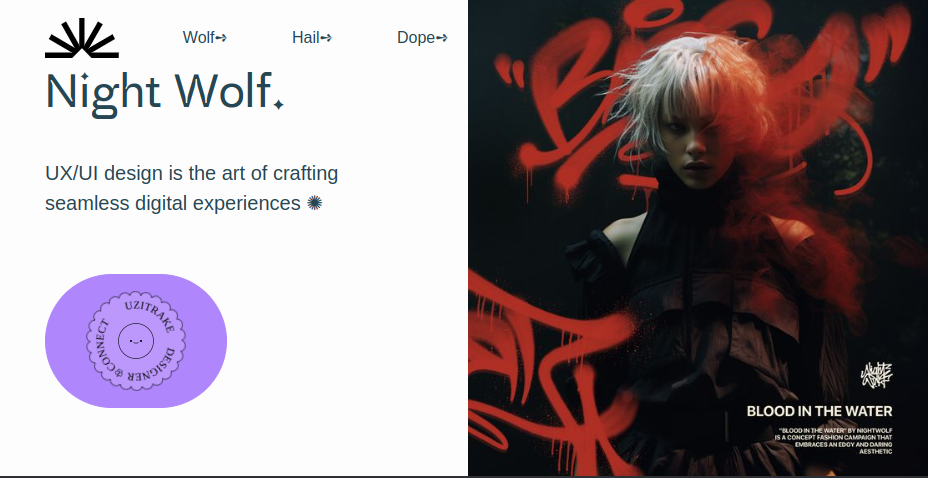 Wolf➺
Hail➺
Dope➺
Night Wolf˖
UX/UI design is the art of crafting
seamless digital experiences ✺
UZITRAKE
DESIGNER @ CONNECT
BLOOD IN THE WATER
"BLOOD IN THE WATER" BY NIGHTWOLF
IS A CONCEPT FASHION CAMPAIGN THAT
EMBRACES AN EDGY AND DARING
AESTHETIC